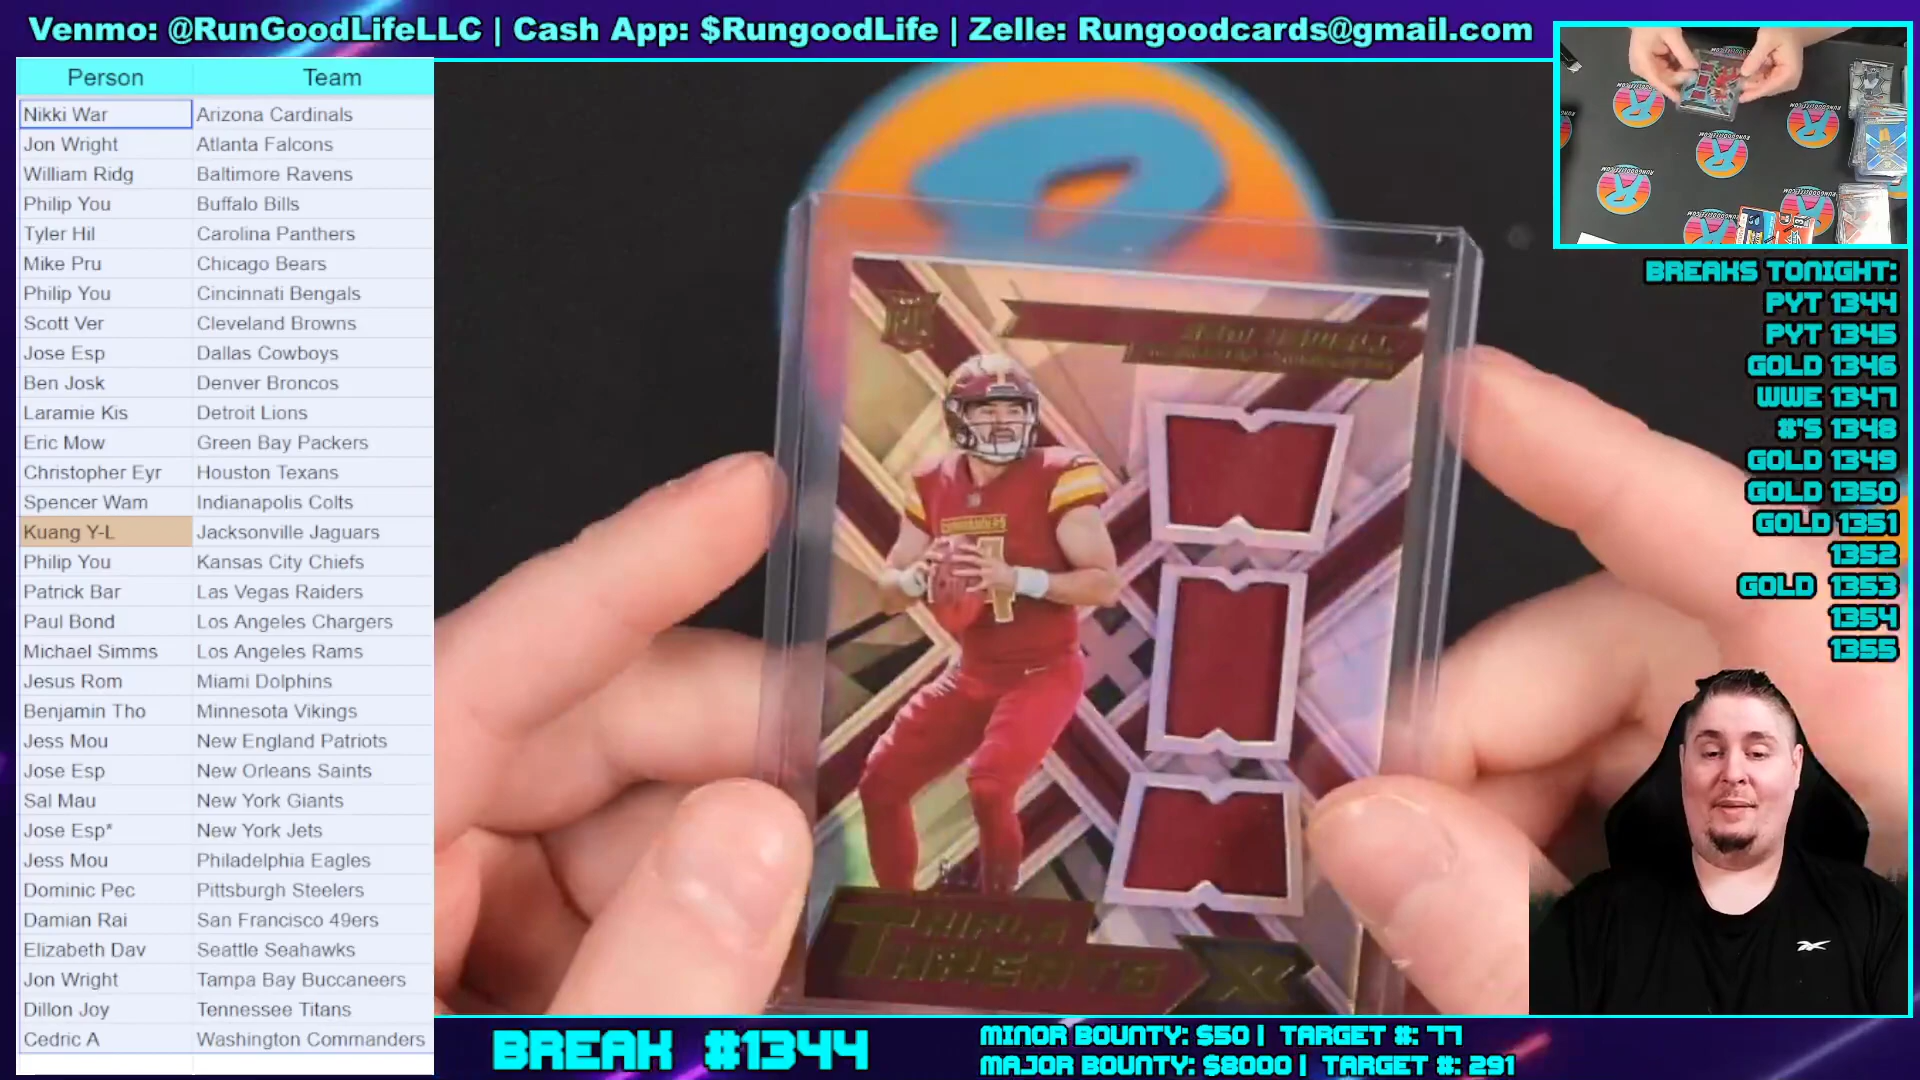 Venmo: @RunGoodLifeLLC | Cash App: $RungoodLife | Zelle: Rungoodcards@gmail.com
Person Team
Nikki War Arizona Cardinals
Jon Wright Atlanta Falcons
William Ridg Baltimore Ravens
Philip You Buffalo Bills
Tyler Hil Carolina Panthers
Mike Pru Chicago Bears
Philip You Cincinnati Bengals
Scott Ver Cleveland Browns
Jose Esp Dallas Cowboys
Ben Josk Denver Broncos
Laramie Kis Detroit Lions
Eric Mow Green Bay Packers
Christopher Eyr Houston Texans
Spencer Wam Indianapolis Colts
Kuang Y-L Jacksonville Jaguars
Philip You Kansas City Chiefs
Patrick Bar Las Vegas Raiders
Paul Bond Los Angeles Chargers
Michael Simms Los Angeles Rams
Jesus Rom Miami Dolphins
Benjamin Tho Minnesota Vikings
Jess Mou New England Patriots
Jose Esp New Orleans Saints
Sal Mau New York Giants
Jose Esp* New York Jets
Jess Mou Philadelphia Eagles
Dominic Pec Pittsburgh Steelers
Damian Rai San Francisco 49ers
Elizabeth Dav Seattle Seahawks
Jon Wright Tampa Bay Buccaneers
Dillon Joy Tennessee Titans
Cedric A Washington Commanders
RC
COMMANDERS
THREATS
BREAKS TONIGHT:
PYT 1344
PYT 1345
GOLD 1346
WWE 1347
#'S 1348
GOLD 1349
GOLD 1350
GOLD 1351
1352
GOLD 1353
1354
1355
BREAK #1344
MINOR BOUNTY: $50 | TARGET #: 77
MAJOR BOUNTY: $8000 | TARGET #: 291